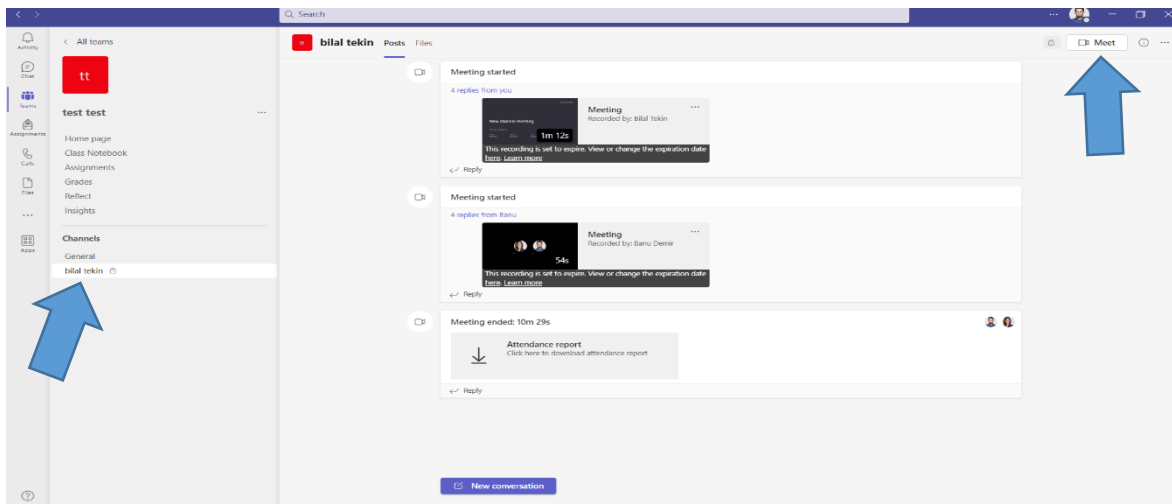 Search
Activity
Chat
Teams
Assignments
Calls
Files
Apps
All teams
tt
test test
Home page
Class Notebook
Assignments
Grades
Reflect
Insights
Channels
General
bilal tekin
tt
bilal tekin Posts Files
Meet
Meeting started
4 replies from you
New channel meeting
1m 12s
Meeting
Recorded by: Bilal Tekin
This recording is set to expire. View or change the expiration date
here. Learn more
Reply
Meeting started
4 replies from Banu
54s
Meeting
Recorded by: Banu Demir
This recording is set to expire. View or change the expiration date
here. Learn more
Reply
Meeting ended: 10m 29s
Attendance report
Click here to download attendance report
Reply
New conversation